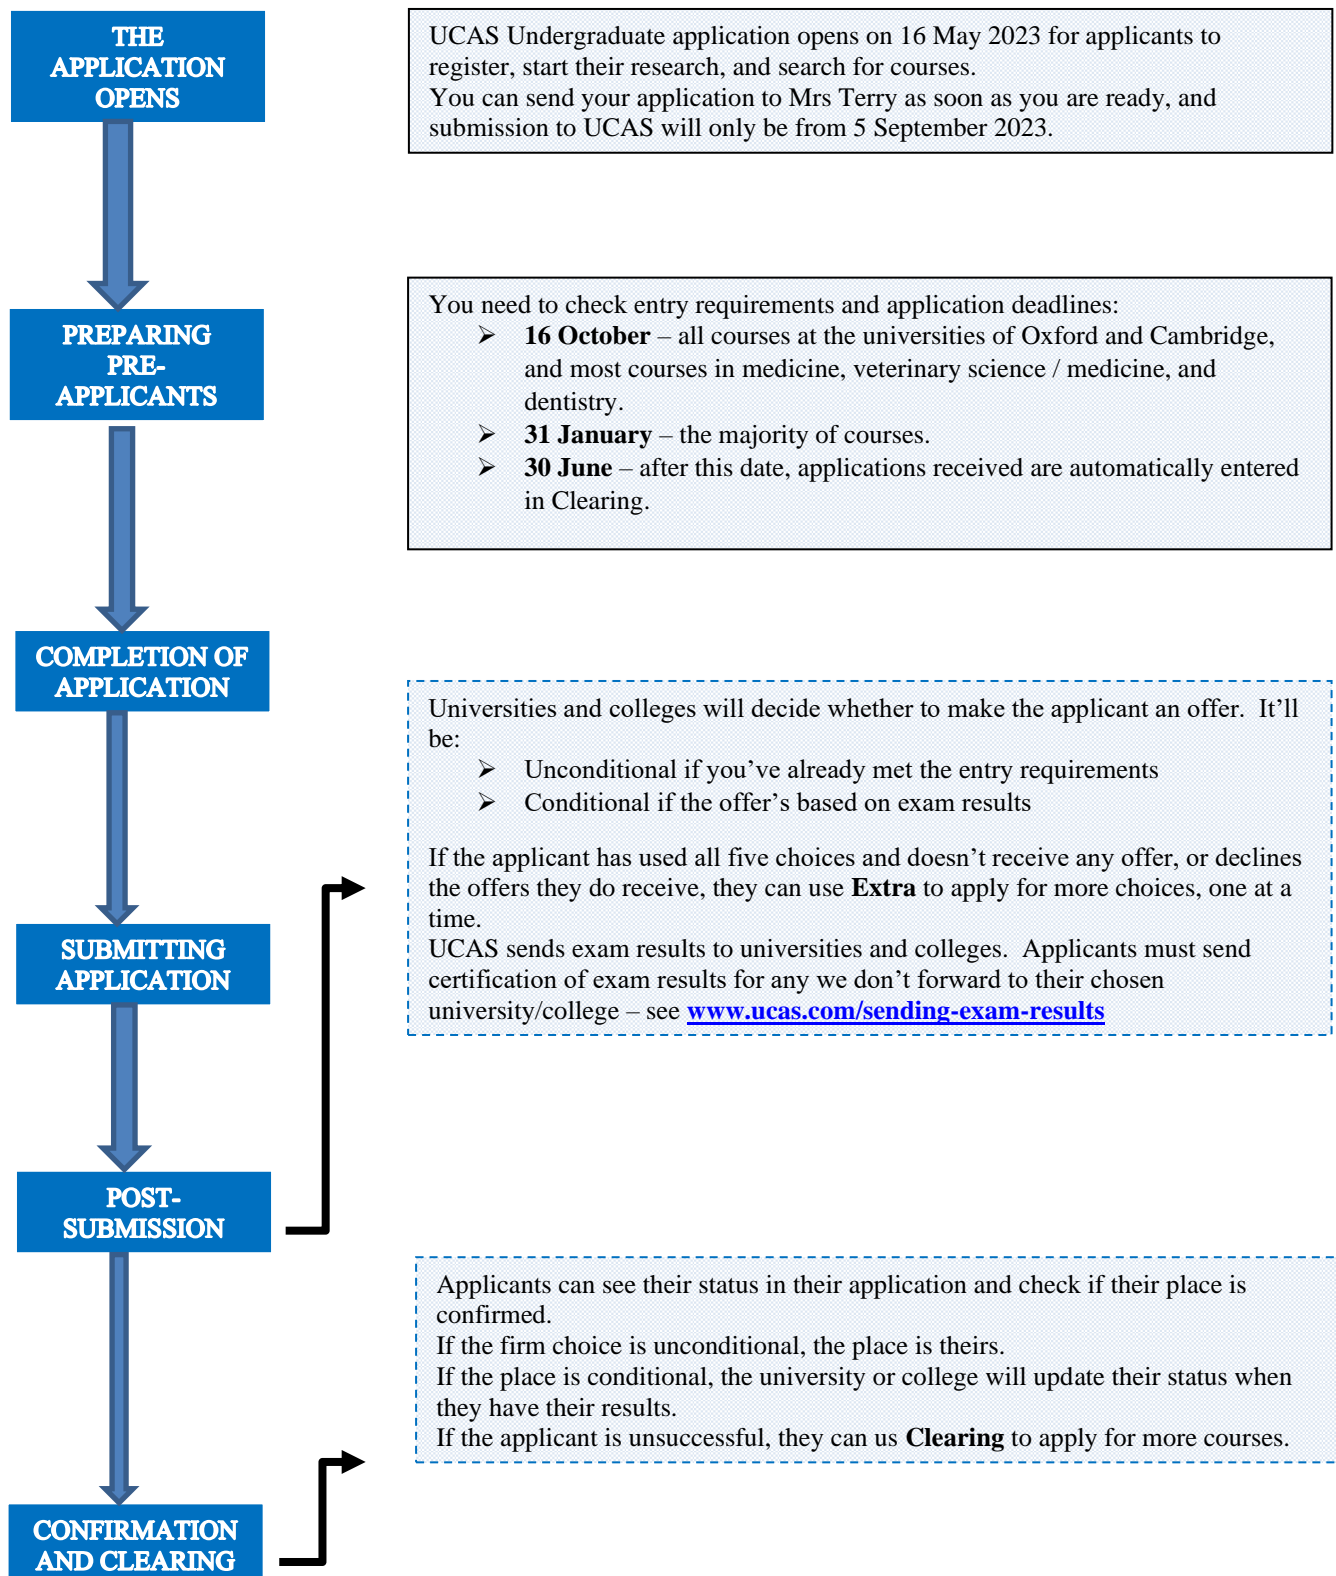 THE
APPLICATION
OPENS
UCAS Undergraduate application opens on 16 May 2023 for applicants to
register, start their research, and search for courses.
You can send your application to Mrs Terry as soon as you are ready, and
submission to UCAS will only be from 5 September 2023.
PREPARING
PRE-
APPLICANTS
You need to check entry requirements and application deadlines:
➢ 16 October – all courses at the universities of Oxford and Cambridge,
and most courses in medicine, veterinary science / medicine, and
dentistry.
➢ 31 January – the majority of courses.
➢ 30 June – after this date, applications received are automatically entered
in Clearing.
COMPLETION OF
APPLICATION
Universities and colleges will decide whether to make the applicant an offer.  It’ll
be:
➢ Unconditional if you’ve already met the entry requirements
➢ Conditional if the offer’s based on exam results
If the applicant has used all five choices and doesn’t receive any offer, or declines
the offers they do receive, they can use Extra to apply for more choices, one at a
time.
UCAS sends exam results to universities and colleges.  Applicants must send
certification of exam results for any we don’t forward to their chosen
university/college – see www.ucas.com/sending-exam-results
SUBMITTING
APPLICATION
POST-
SUBMISSION
Applicants can see their status in their application and check if their place is
confirmed.
If the firm choice is unconditional, the place is theirs.
If the place is conditional, the university or college will update their status when
they have their results.
If the applicant is unsuccessful, they can us Clearing to apply for more courses.
CONFIRMATION
AND CLEARING